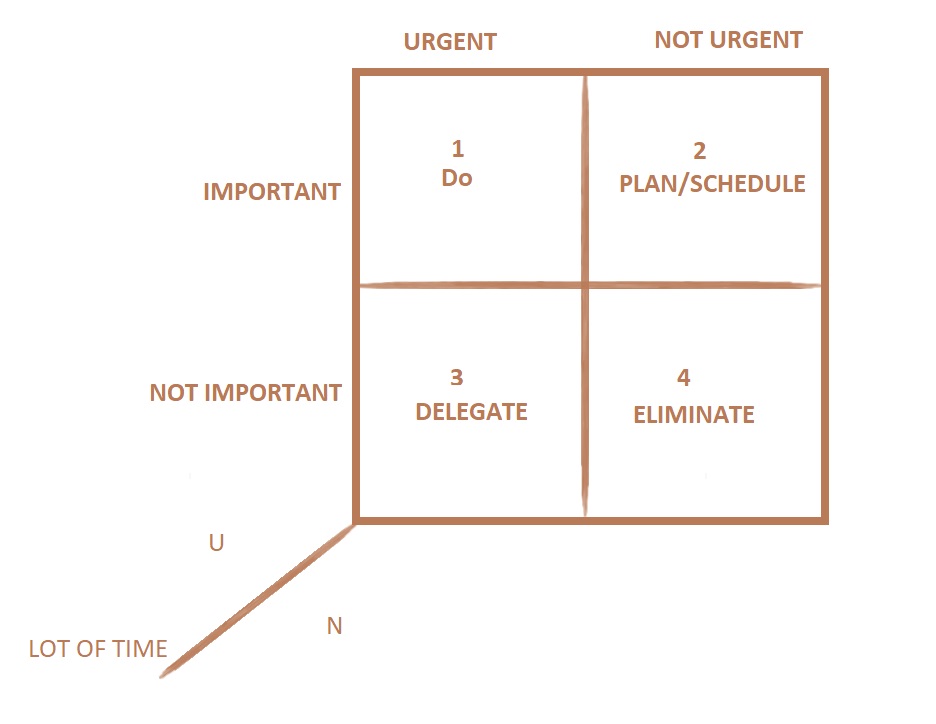 URGENT
NOT URGENT
1
Do
2
PLAN/SCHEDULE
IMPORTANT
3
DELEGATE
4
ELIMINATE
NOT IMPORTANT
U
N
LOT OF TIME